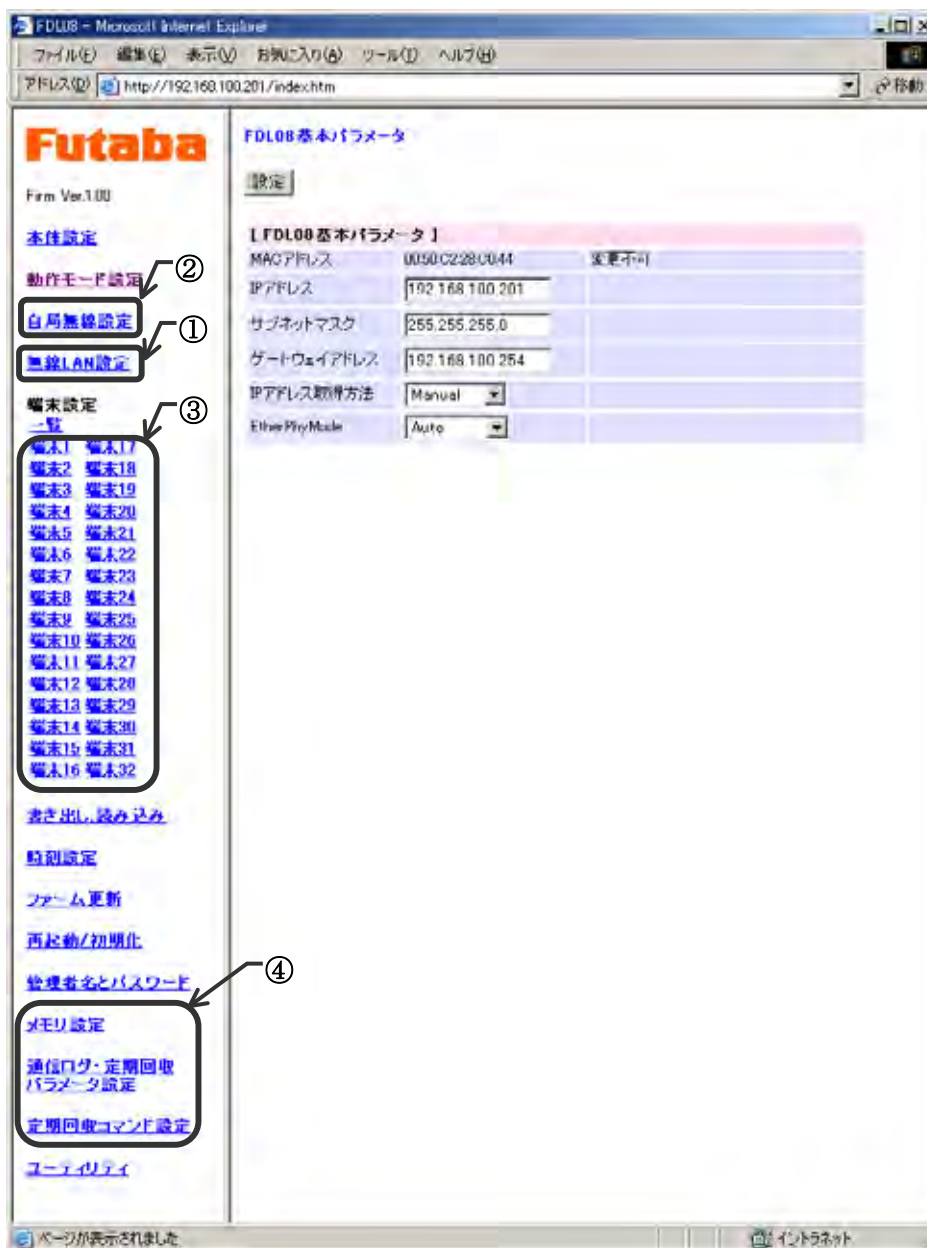 FDL08 - Microsoft Internet Explorer
ファイル(F) 編集(E) 表示(V) お気に入り(A) ツール(T) ヘルプ(H)
アドレス(D) http://192.168.100.201/index.htm 移動
Futaba
Firm Ver.1.00
本体設定
動作モード設定
②
自局無線設定
①
無線LAN設定
端末設定
③
一覧
端末1 端末17
端末2 端末18
端末3 端末19
端末4 端末20
端末5 端末21
端末6 端末22
端末7 端末23
端末8 端末24
端末9 端末25
端末10 端末26
端末11 端末27
端末12 端末28
端末13 端末29
端末14 端末30
端末15 端末31
端末16 端末32
書き出し、読み込み
時刻設定
ファーム更新
再起動/初期化
管理者名とパスワード
④
メモリ設定
通信ログ・定期回収
パラメータ設定
定期回収コマンド設定
ユーティリティ
FDL08基本パラメータ
設定
【 FDL08基本パラメータ 】
MACアドレス 0050C228C044 変更不可
IPアドレス 192.168.100.201
サブネットマスク 255.255.255.0
ゲートウェイアドレス 192.168.100.254
IPアドレス取得方法 Manual
EtherPhyMode Auto
ページが表示されました イントラネット